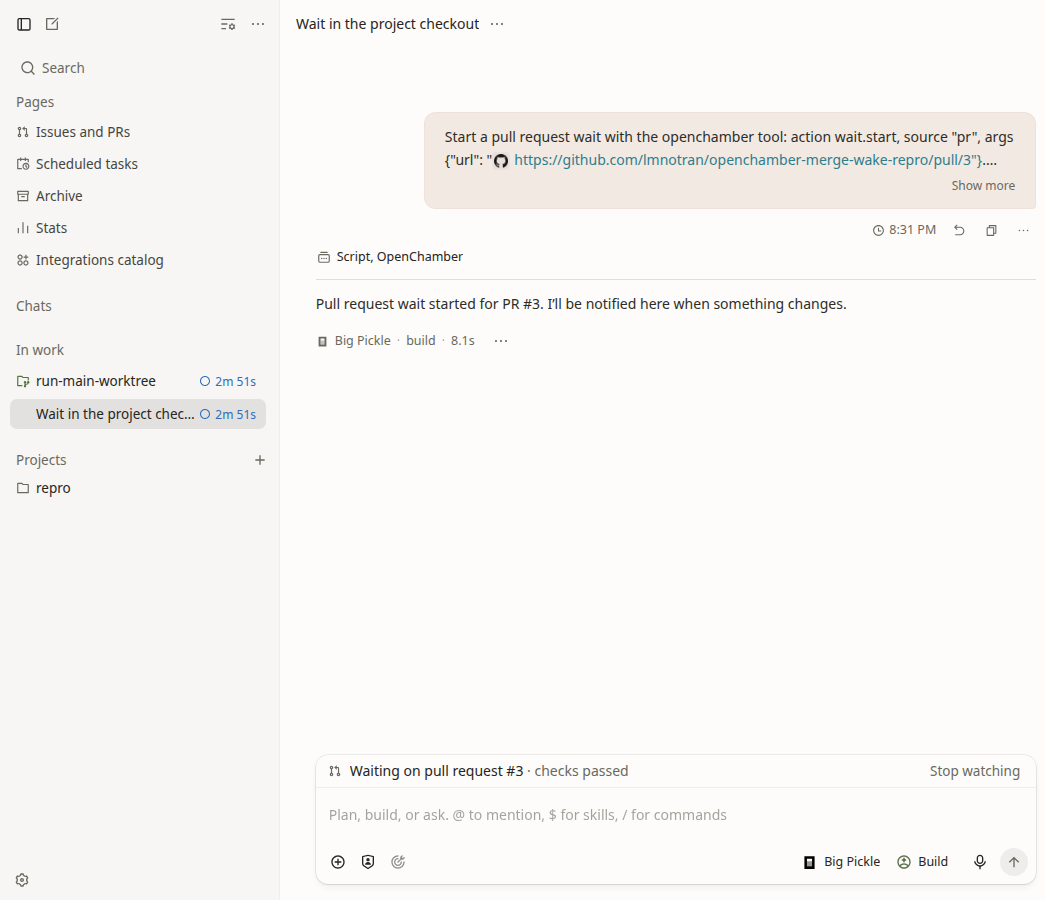 Search
Pages
Issues and PRs
Scheduled tasks
Archive
Stats
Integrations catalog
Chats
In work
run-main-worktree 2m 51s
Wait in the project chec... 2m 51s
Projects
repro
Wait in the project checkout
Start a pull request wait with the openchamber tool: action wait.start, source "pr", args
{"url": "https://github.com/lmnotran/openchamber-merge-wake-repro/pull/3"}....
Show more
8:31 PM
Script, OpenChamber
Pull request wait started for PR #3. I'll be notified here when something changes.
Big Pickle · build · 8.1s
Waiting on pull request #3 · checks passed Stop watching
Plan, build, or ask. @ to mention, $ for skills, / for commands
Big Pickle Build